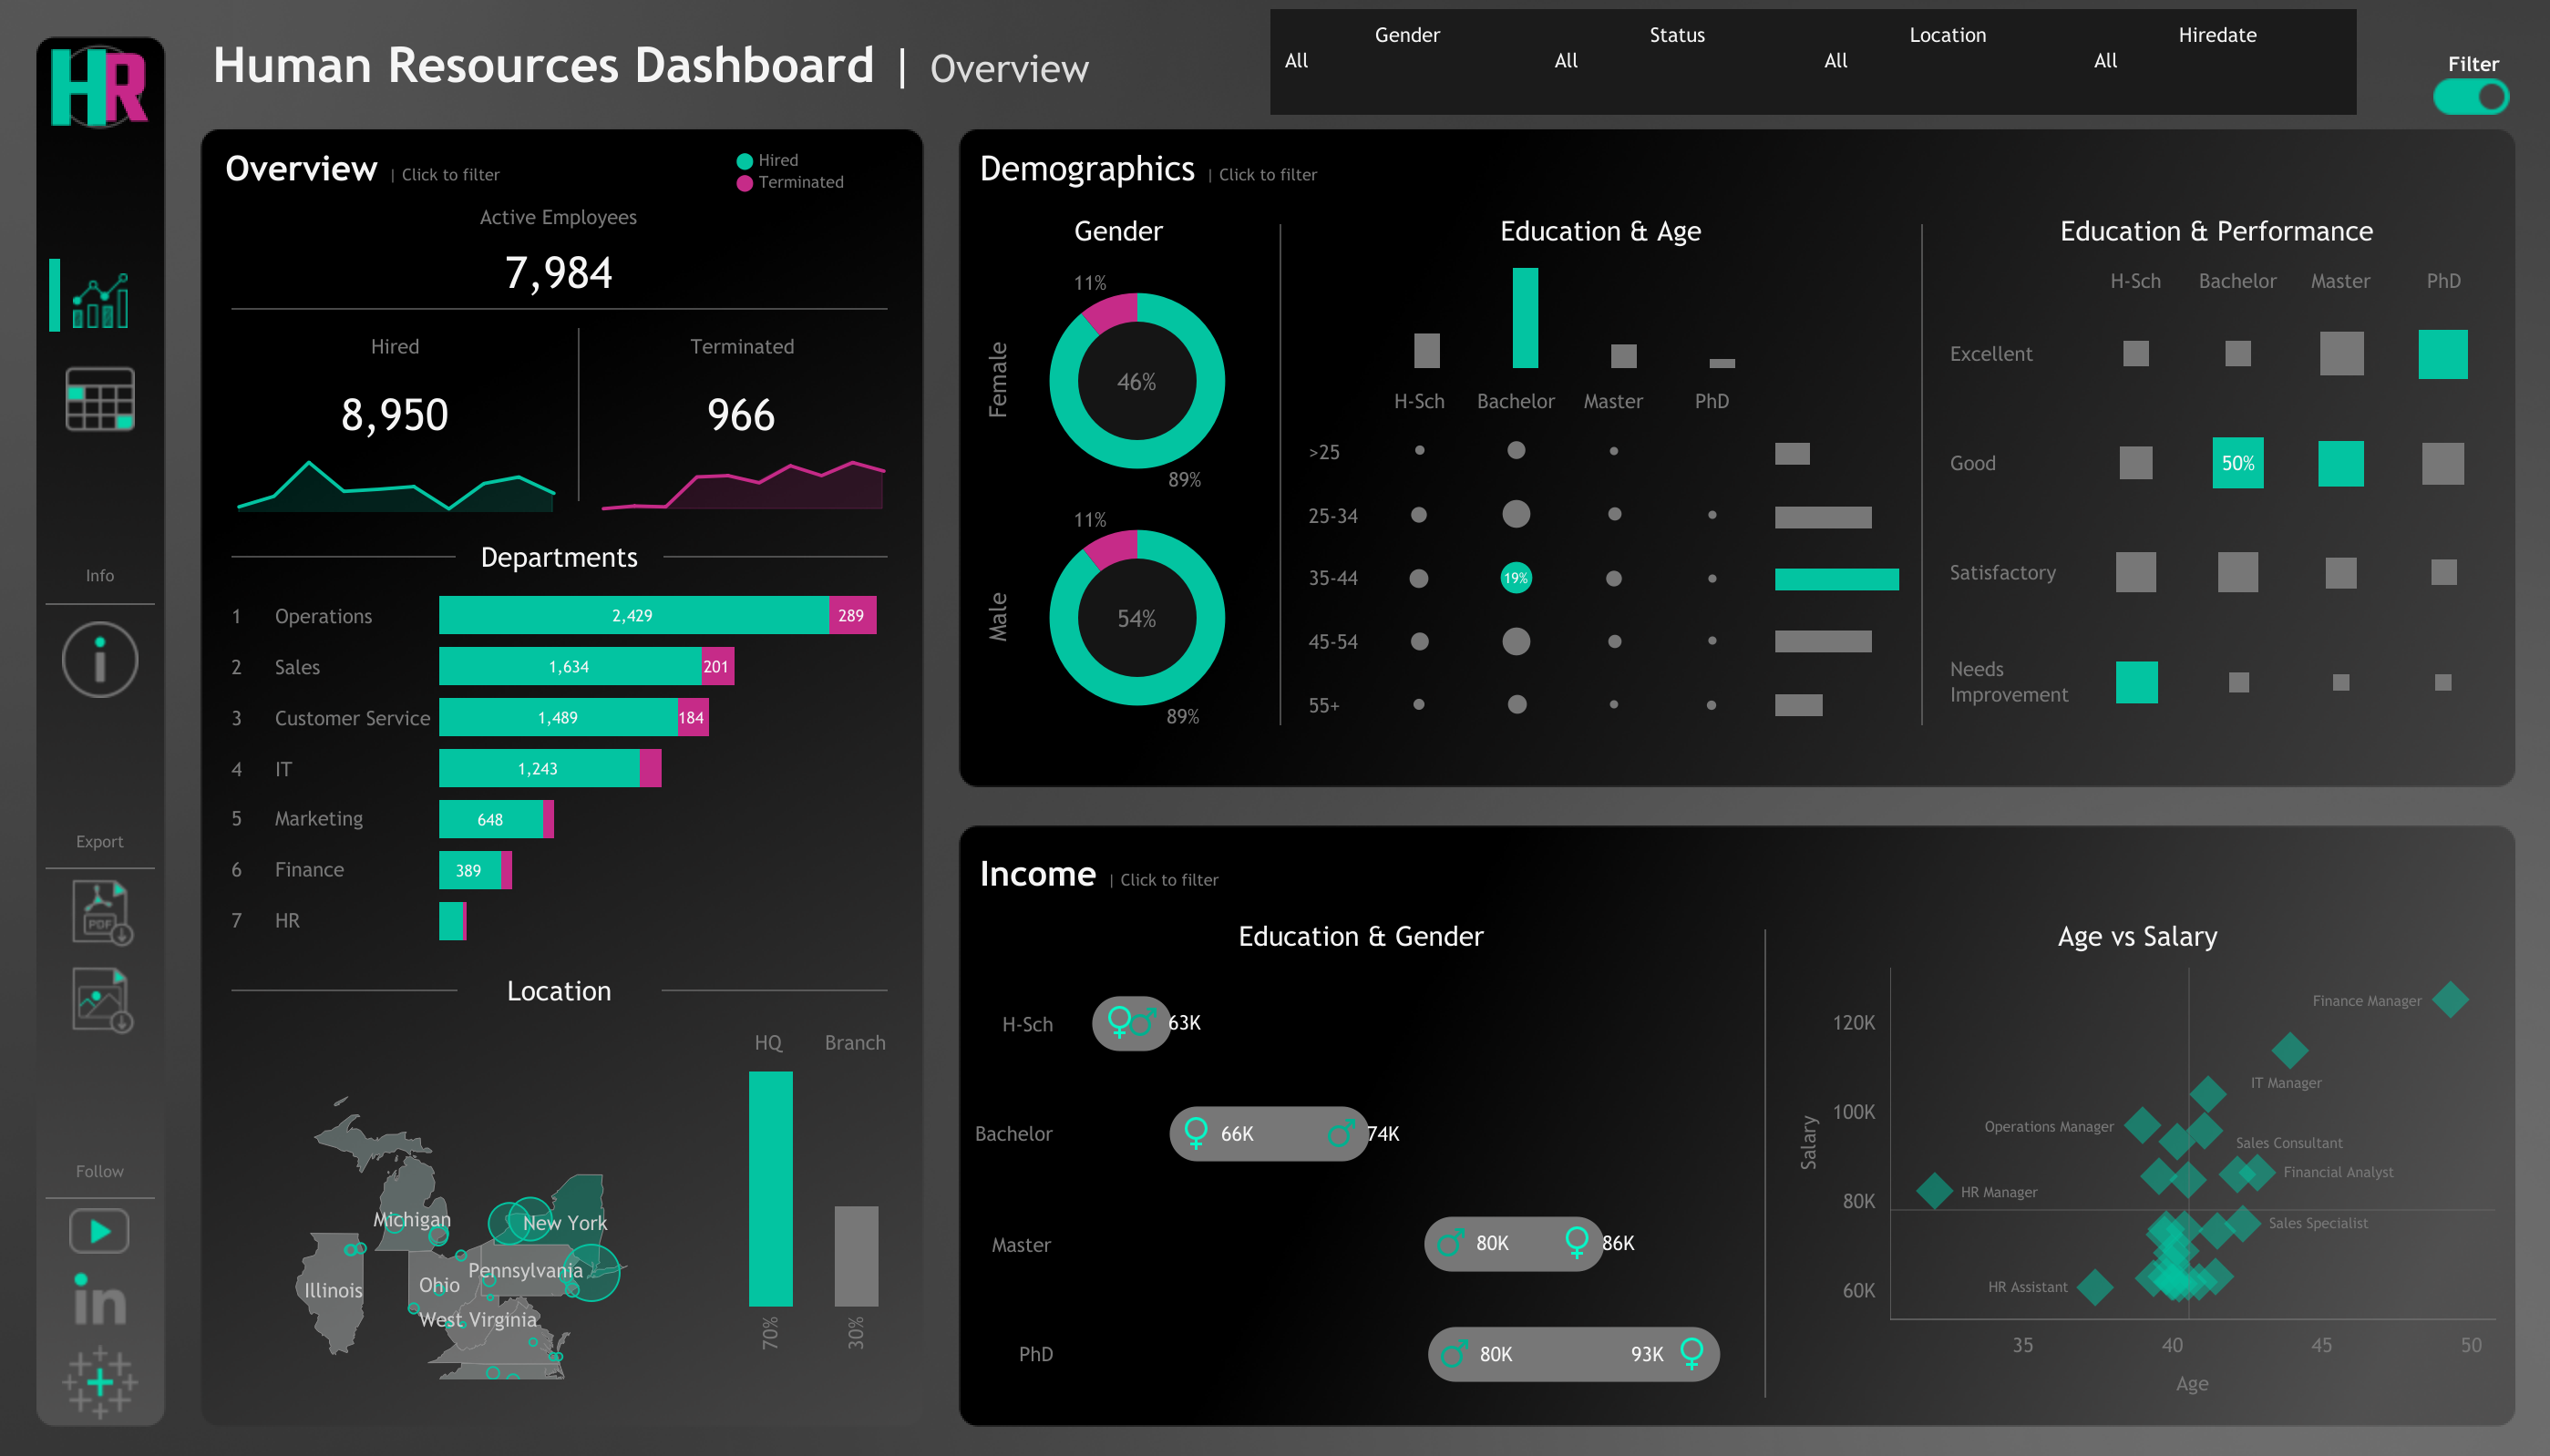 HR
Human Resources Dashboard | Overview
Gender
Status
Location
Hiredate
All
All
All
All
Filter
Info
Export
PDF
Follow
in
Overview | Click to filter
Hired
Terminated
Active Employees
7,984
Hired
Terminated
8,950
966
Departments
1 Operations 2,429 289
2 Sales 1,634 201
3 Customer Service 1,489 184
4 IT 1,243
5 Marketing 648
6 Finance 389
7 HR
Location
HQ Branch
70% 30%
Michigan
New York
Illinois
Ohio
Pennsylvania
West Virginia
Demographics | Click to filter
Gender
11%
Female
46%
89%
11%
Male
54%
89%
Education & Age
H-Sch Bachelor Master PhD
>25
25-34
35-44 19%
45-54
55+
Education & Performance
H-Sch Bachelor Master PhD
Excellent
Good 50%
Satisfactory
Needs
Improvement
Income | Click to filter
Education & Gender
H-Sch 63K
Bachelor 66K 74K
Master 80K 86K
PhD 80K 93K
Age vs Salary
Salary
120K
100K
80K
60K
Finance Manager
IT Manager
Operations Manager
Sales Consultant
Financial Analyst
HR Manager
Sales Specialist
HR Assistant
35 40 45 50
Age